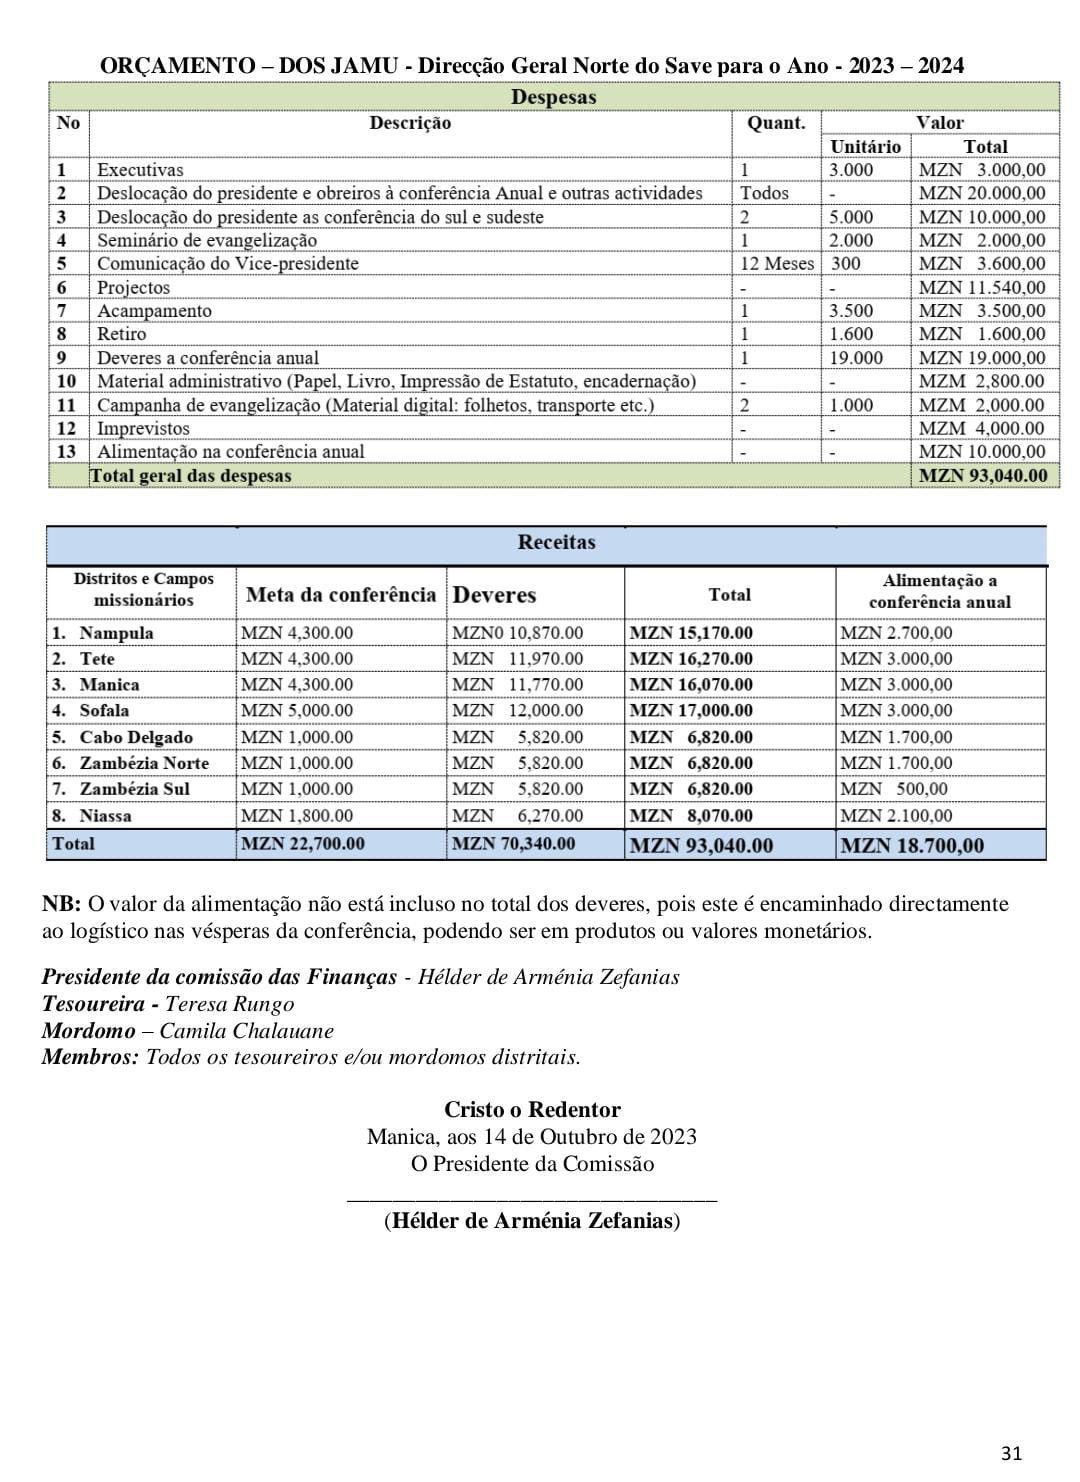 ORÇAMENTO – DOS JAMU - Direcção Geral Norte do Save para o Ano - 2023 – 2024
Despesas
No Descrição Quant. Valor
Unitário Total
1 Executivas 1 3.000 MZN 3.000,00
2 Deslocação do presidente e obreiros à conferência Anual e outras actividades Todos - MZN 20.000,00
3 Deslocação do presidente as conferência do sul e sudeste 2 5.000 MZN 10.000,00
4 Seminário de evangelização 1 2.000 MZN 2.000,00
5 Comunicação do Vice-presidente 12 Meses 300 MZN 3.600,00
6 Projectos - - MZN 11.540,00
7 Acampamento 1 3.500 MZN 3.500,00
8 Retiro 1 1.600 MZN 1.600,00
9 Deveres a conferência anual 1 19.000 MZN 19.000,00
10 Material administrativo (Papel, Livro, Impressão de Estatuto, encadernação) - - MZM 2,800.00
11 Campanha de evangelização (Material digital: folhetos, transporte etc.) 2 1.000 MZM 2,000.00
12 Imprevistos - - MZM 4,000.00
13 Alimentação na conferência anual - - MZN 10.000,00
Total geral das despesas MZN 93,040.00
Receitas
Distritos e Campos missionários Meta da conferência Deveres Total Alimentação a conferência anual
1. Nampula MZN 4,300.00 MZN0 10,870.00 MZN 15,170.00 MZN 2.700,00
2. Tete MZN 4,300.00 MZN 11,970.00 MZN 16,270.00 MZN 3.000,00
3. Manica MZN 4,300.00 MZN 11,770.00 MZN 16,070.00 MZN 3.000,00
4. Sofala MZN 5,000.00 MZN 12,000.00 MZN 17,000.00 MZN 3.000,00
5. Cabo Delgado MZN 1,000.00 MZN 5,820.00 MZN 6,820.00 MZN 1.700,00
6. Zambézia Norte MZN 1,000.00 MZN 5,820.00 MZN 6,820.00 MZN 1.700,00
7. Zambézia Sul MZN 1,000.00 MZN 5,820.00 MZN 6,820.00 MZN 500,00
8. Niassa MZN 1,800.00 MZN 6,270.00 MZN 8,070.00 MZN 2.100,00
Total MZN 22,700.00 MZN 70,340.00 MZN 93,040.00 MZN 18.700,00
NB: O valor da alimentação não está incluso no total dos deveres, pois este é encaminhado directamente
ao logístico nas vésperas da conferência, podendo ser em produtos ou valores monetários.
Presidente da comissão das Finanças - Hélder de Arménia Zefanias
Tesoureira - Teresa Rungo
Mordomo – Camila Chalauane
Membros: Todos os tesoureiros e/ou mordomos distritais.
Cristo o Redentor
Manica, aos 14 de Outubro de 2023
O Presidente da Comissão
(Hélder de Arménia Zefanias)
31